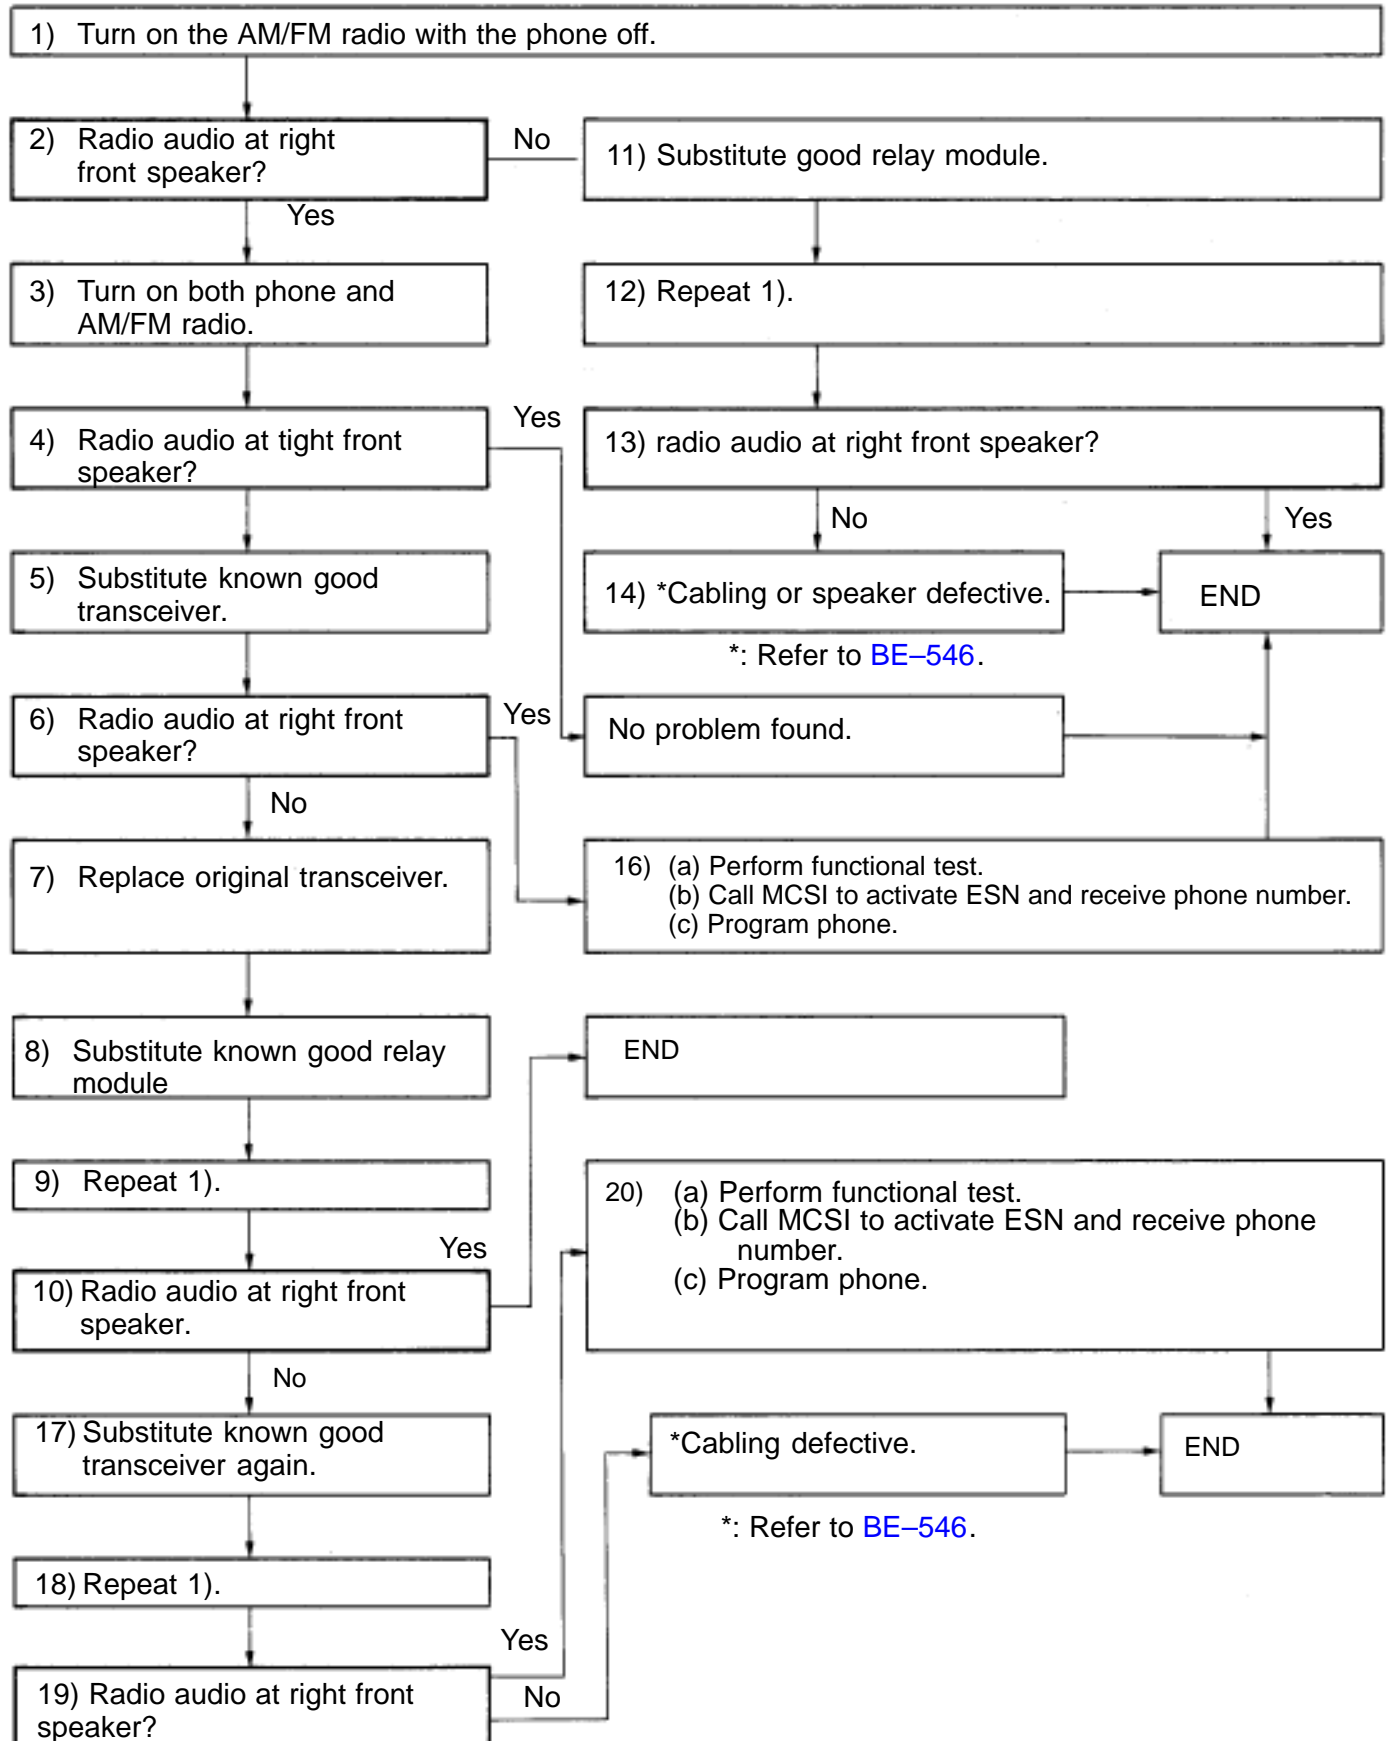 1) Turn on the AM/FM radio with the phone off.
2) Radio audio at right
front speaker?
No
11) Substitute good relay module.
Yes
3) Turn on both phone and
AM/FM radio.
12) Repeat 1).
4) Radio audio at tight front
speaker?
Yes
13) radio audio at right front speaker?
No
Yes
5) Substitute known good
transceiver.
14) *Cabling or speaker defective.
END
*: Refer to BE–546.
6) Radio audio at right front
speaker?
Yes
No problem found.
No
7) Replace original transceiver.
16) (a) Perform functional test.
(b) Call MCSI to activate ESN and receive phone number.
(c) Program phone.
8) Substitute known good relay
module
END
9) Repeat 1).
Yes
10) Radio audio at right front
speaker.
20) (a) Perform functional test.
(b) Call MCSI to activate ESN and receive phone
number.
(c) Program phone.
No
17) Substitute known good
transceiver again.
*Cabling defective.
END
*: Refer to BE–546.
18) Repeat 1).
Yes
19) Radio audio at right front
speaker?
No